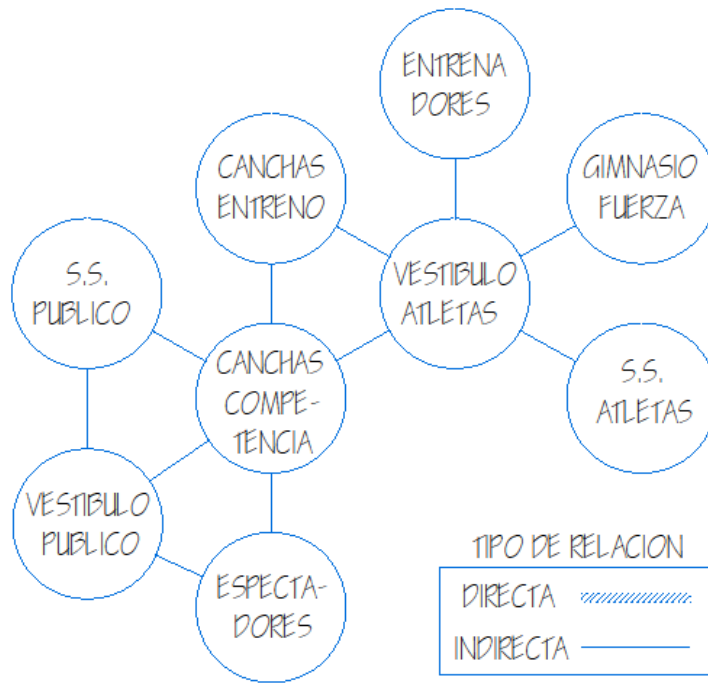 ENTRENA
DORES
CANCHAS
ENTRENO
GIMNASIO
FUERZA
S.S.
PUBLICO
VESTIBULO
ATLETAS
CANCHAS
COMPE-
TENCIA
S.S.
ATLETAS
VESTIBULO
PUBLICO
ESPECTA-
DORES
TIPO DE RELACION
DIRECTA
INDIRECTA